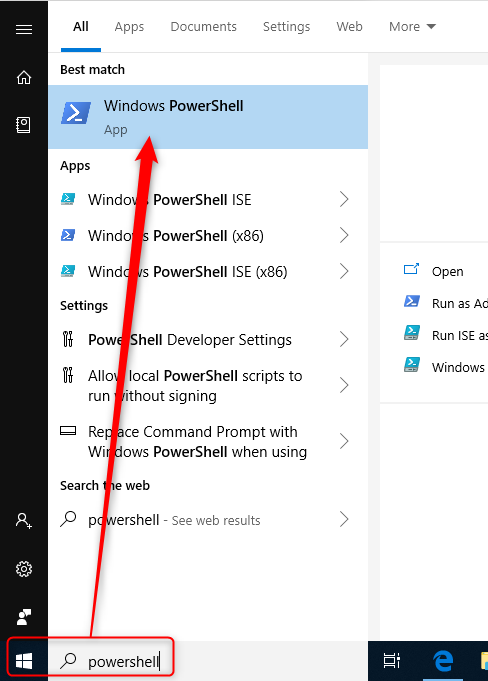 All Apps Documents Settings Web More
Best match
Windows PowerShell
App
Apps
Windows PowerShell ISE
Windows PowerShell (x86)
Windows PowerShell ISE (x86)
Settings
PowerShell Developer Settings
Allow local PowerShell scripts to
run without signing
Replace Command Prompt with
Windows PowerShell when using
Search the web
powershell - See web results
Open
Run as Ad
Run ISE as
Windows
powershell